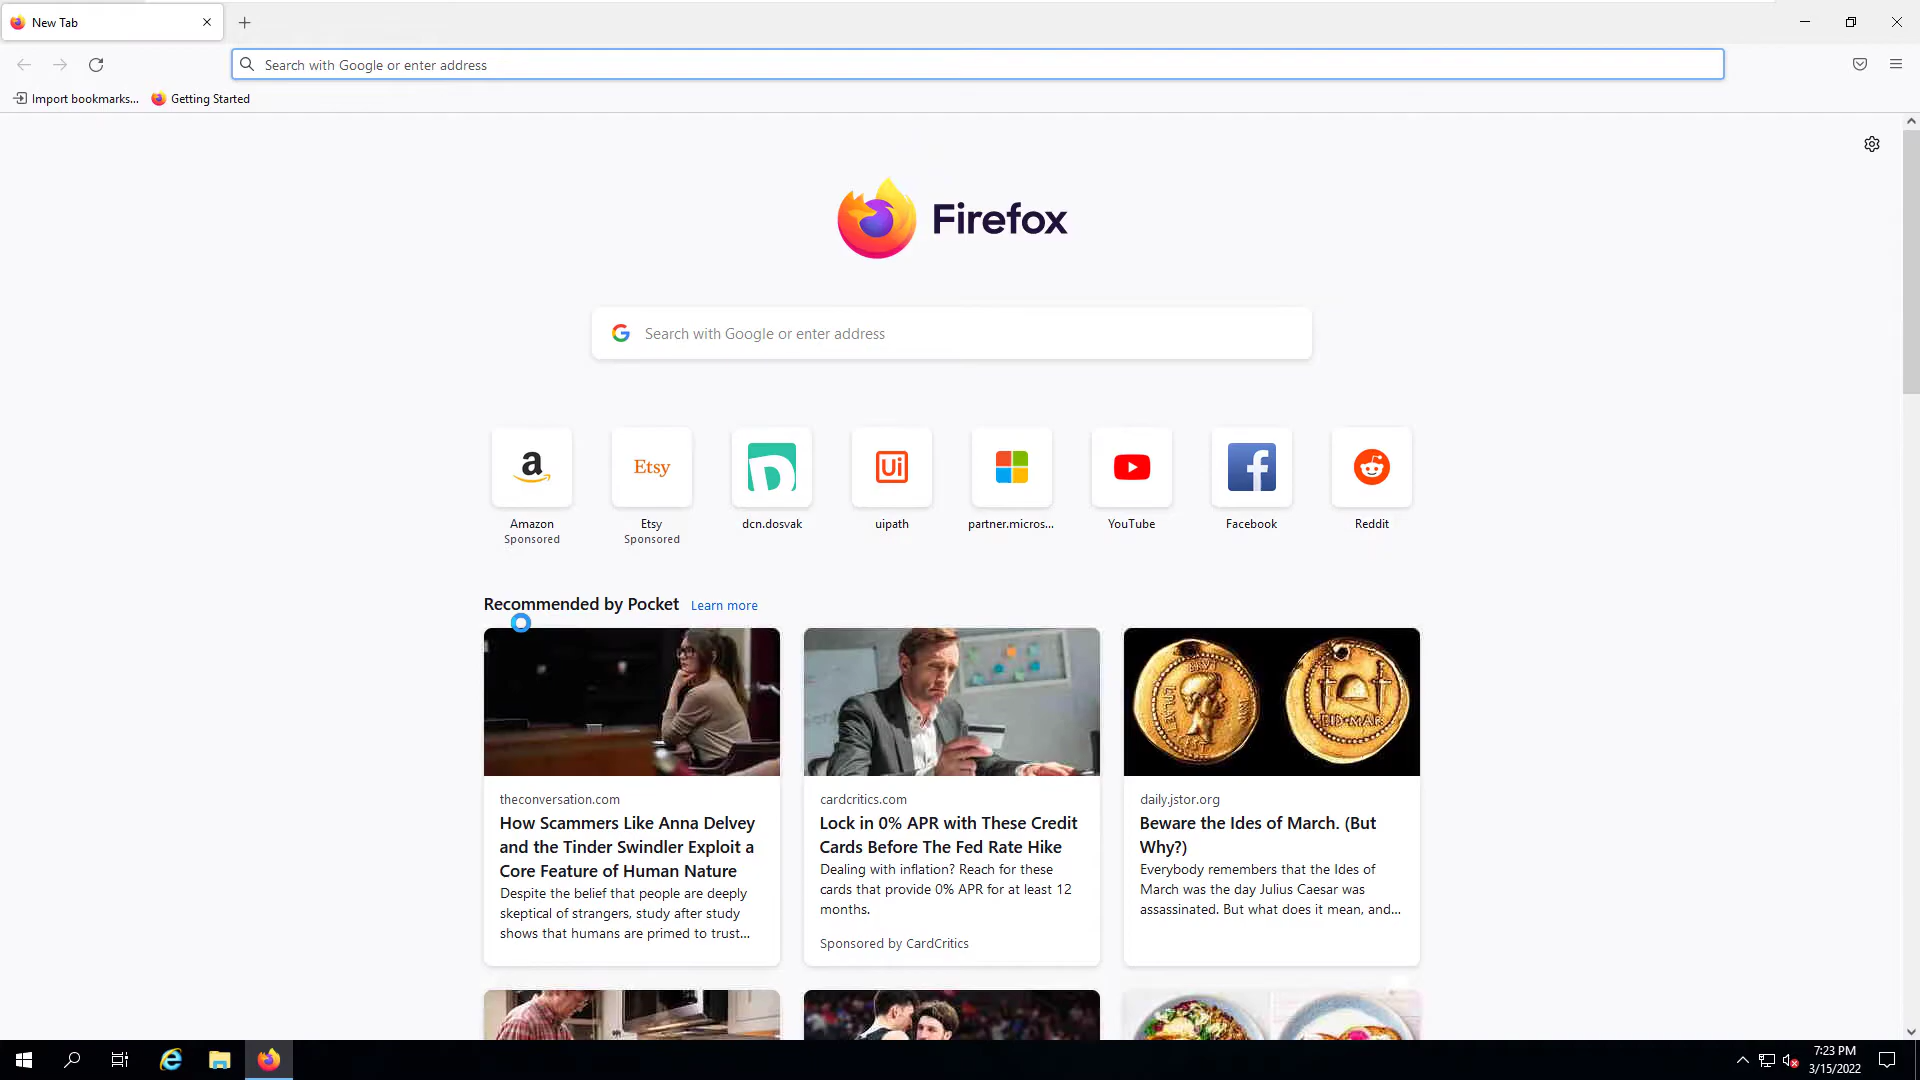 New Tab
Search with Google or enter address
Import bookmarks...
Getting Started
Firefox
Search with Google or enter address
a
Etsy
Ui
Amazon
Sponsored
Etsy
Sponsored
dcn.dosvak
uipath
partner.micros...
YouTube
Facebook
Reddit
Recommended by Pocket Learn more
theconversation.com
How Scammers Like Anna Delvey
and the Tinder Swindler Exploit a
Core Feature of Human Nature
Despite the belief that people are deeply
skeptical of strangers, study after study
shows that humans are primed to trust...
cardcritics.com
Lock in 0% APR with These Credit
Cards Before The Fed Rate Hike
Dealing with inflation? Reach for these
cards that provide 0% APR for at least 12
months.
Sponsored by CardCritics
EID·MAR
daily.jstor.org
Beware the Ides of March. (But
Why?)
Everybody remembers that the Ides of
March was the day Julius Caesar was
assassinated. But what does it mean, and...
7:23 PM
3/15/2022